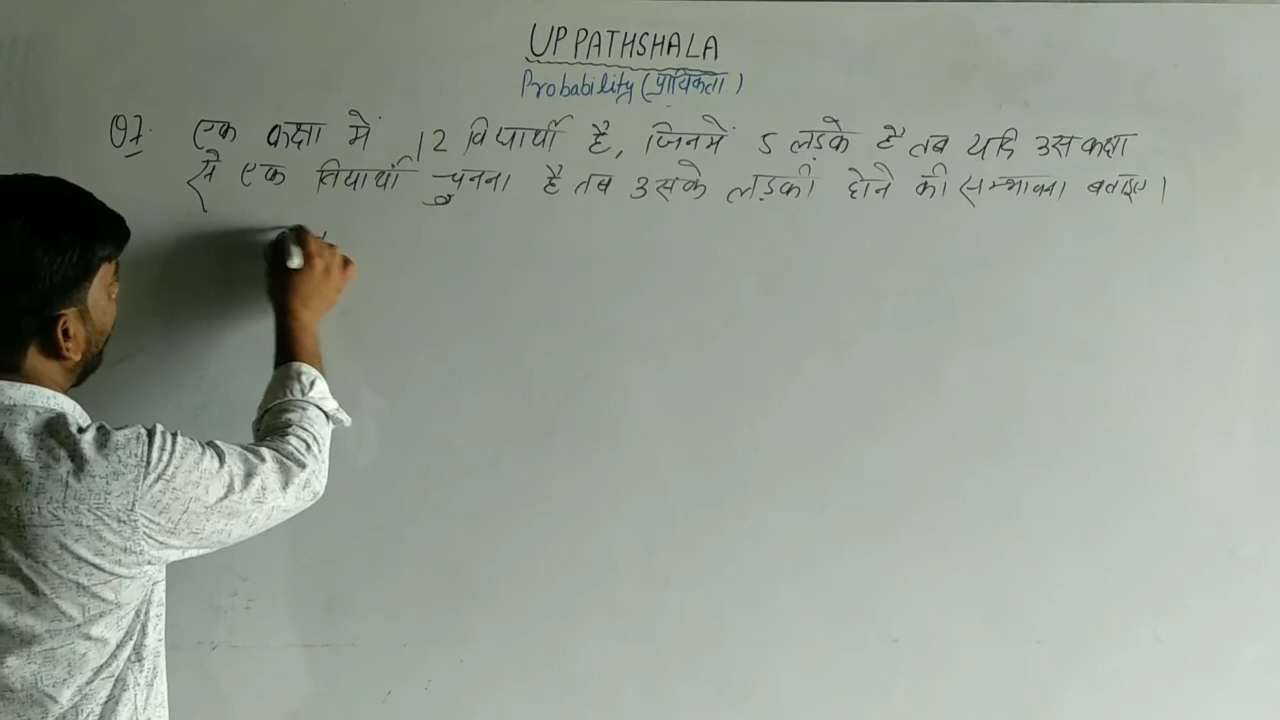 UP PATHSHALA
Probability (प्रायिकता)
Q7. एक कक्षा में 12 विद्यार्थी है, जिनमें 5 लड़के है तब यदि उस कक्षा
से एक विद्यार्थी चुनना है तब उसके लड़की होने की सम्भावना बताइए।